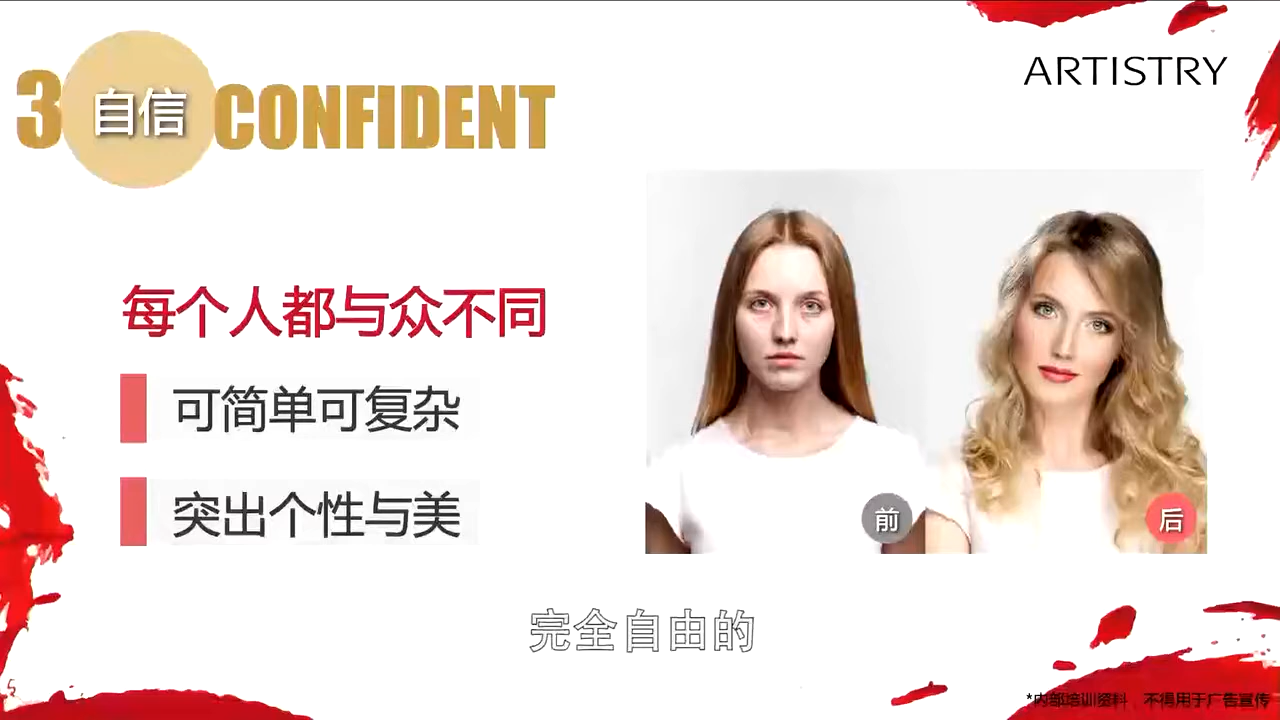 3 自信 CONFIDENT
ARTISTRY
每个人都与众不同
可简单可复杂
突出个性与美
前
后
完全自由的
*内部培训资料，不得用于广告宣传